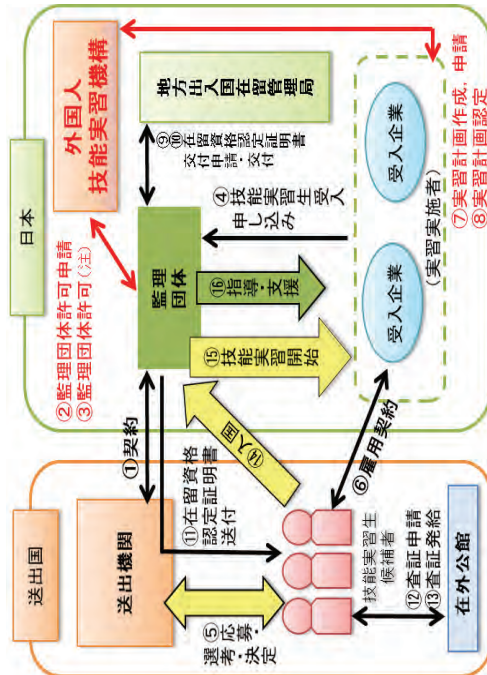 送出国
送出機関
⑤応募・
選考・決定
技能実習生
候補者
⑫査証申請
⑬査証発給
在外公館
①契約
⑪在留資格
認定証明書
送付
⑭入国
⑥雇用契約
日本
②監理団体許可申請
③監理団体許可(注)
外国人
技能実習機構
監理
団体
⑨⑩在留資格認定証明書
交付申請・交付
地方出入国在留管理局
⑮技能実習開始
⑯指導・支援
④技能実習生受入
申し込み
受入企業
受入企業
(実習実施者)
⑦実習計画作成，申請
⑧実習計画認定